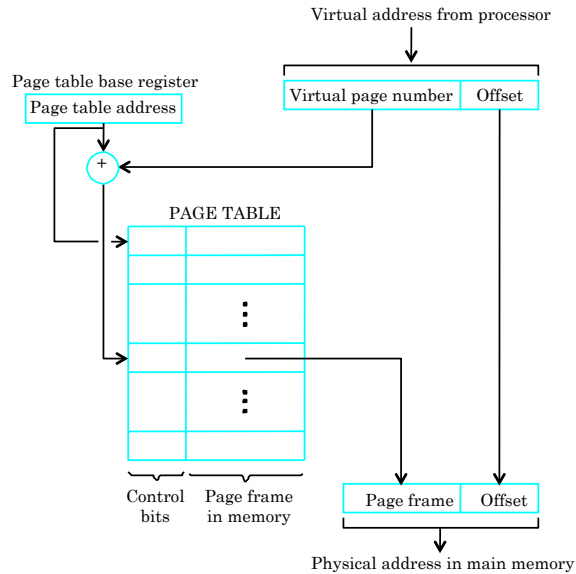 Virtual address from processor
Page table base register
Page table address
Virtual page number
Offset
+
PAGE TABLE
Control
bits
Page frame
in memory
Page frame
Offset
Physical address in main memory